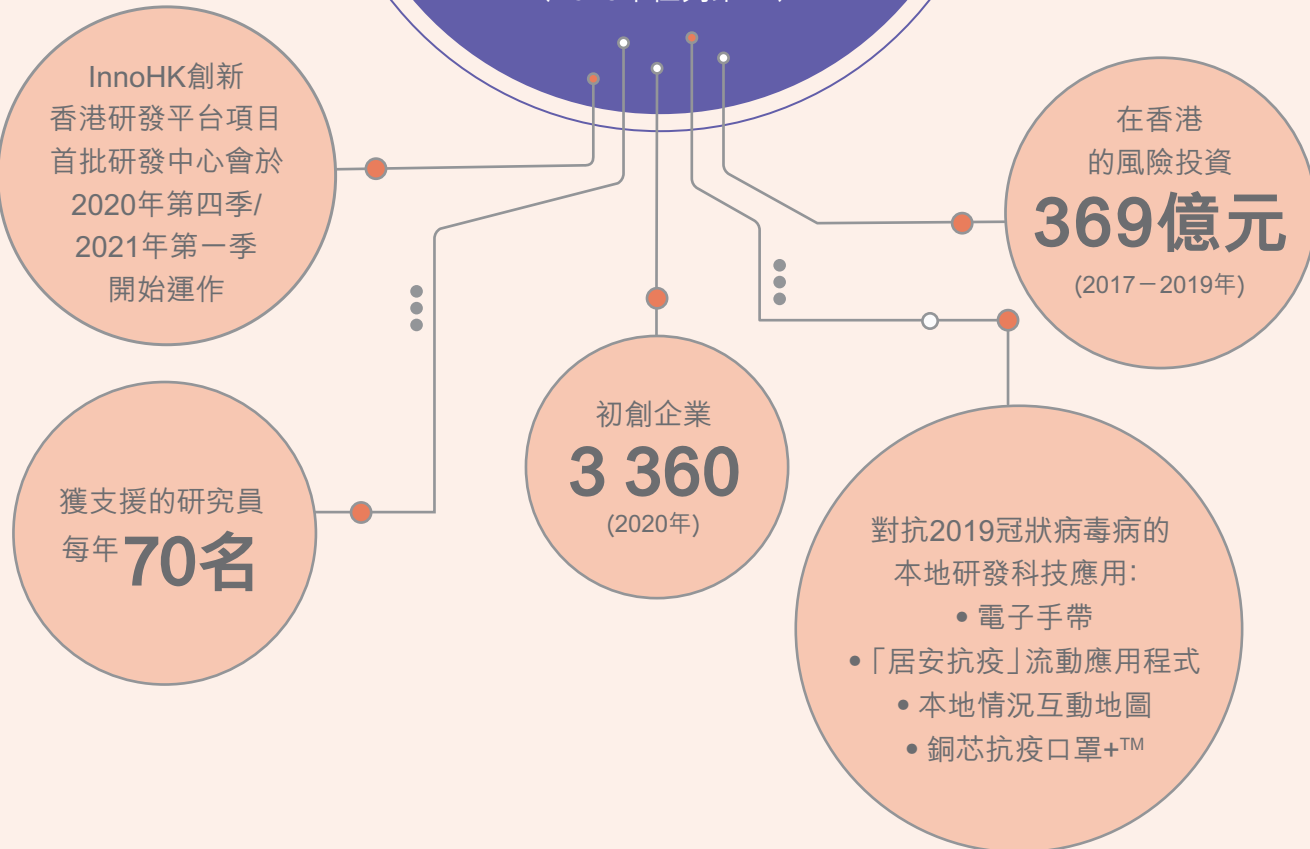 InnoHK創新
香港研發平台項目
首批研發中心會於
2020年第四季/
2021年第一季
開始運作
在香港
的風險投資
369億元
(2017－2019年)
獲支援的研究員
每年70名
初創企業
3 360
(2020年)
對抗2019冠狀病毒病的
本地研發科技應用：
• 電子手帶
•「居安抗疫」流動應用程式
• 本地情況互動地圖
• 銅芯抗疫口罩+™